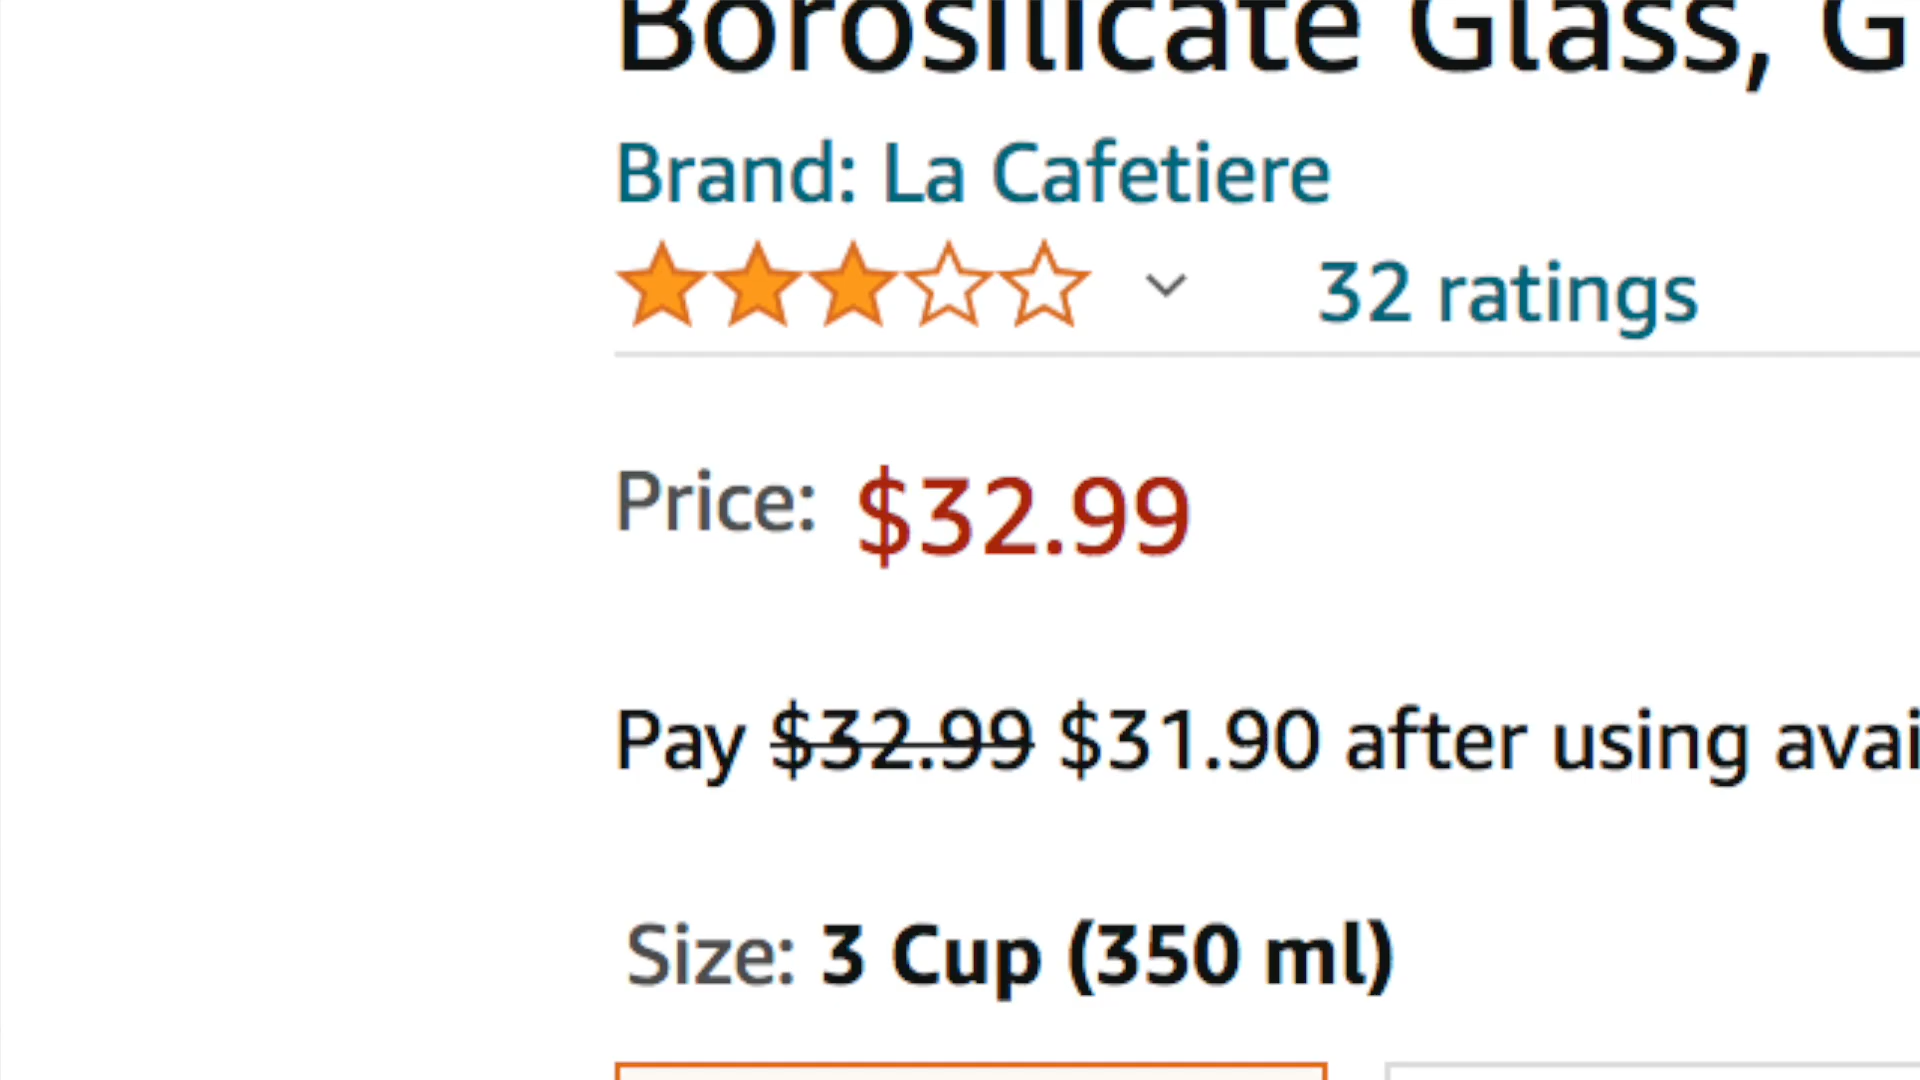 Borosilicate Glass, G
Brand: La Cafetiere
32 ratings
Price: $32.99
Pay $32.99 $31.90 after using avai
Size: 3 Cup (350 ml)